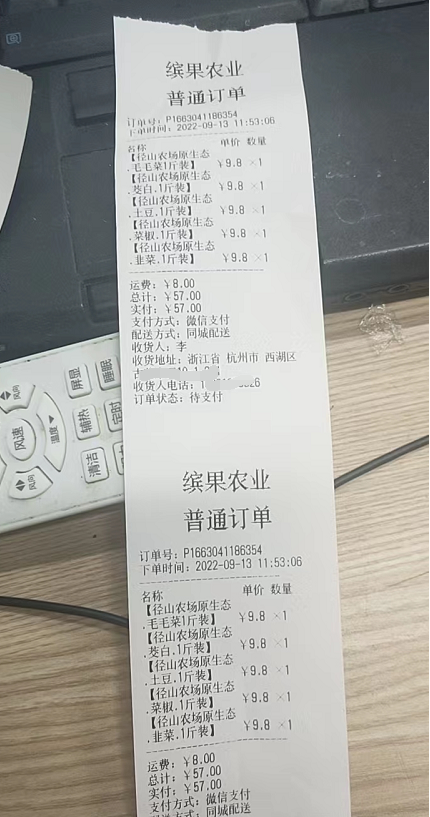 缤果农业
普通订单
订单号：P1663041186354
下单时间：2022-09-13 11:53:06
名称 单价 数量
【径山农场原生态
.毛毛菜1斤装】 ￥9.8 ×1
【径山农场原生态
.茭白.1斤装】 ￥9.8 ×1
【径山农场原生态
.土豆.1斤装】 ￥9.8 ×1
【径山农场原生态
.菜椒.1斤装】 ￥9.8 ×1
【径山农场原生态
.韭菜.1斤装】 ￥9.8 ×1
运费：￥8.00
总计：￥57.00
实付：￥57.00
支付方式：微信支付
配送方式：同城配送
收货人：李
收货地址：浙江省 杭州市 西湖区
收货人电话：
订单状态：待支付
缤果农业
普通订单
订单号：P1663041186354
下单时间：2022-09-13 11:53:06
名称 单价 数量
【径山农场原生态
.毛毛菜1斤装】 ￥9.8 ×1
【径山农场原生态
.茭白.1斤装】 ￥9.8 ×1
【径山农场原生态
.土豆.1斤装】 ￥9.8 ×1
【径山农场原生态
.菜椒.1斤装】 ￥9.8 ×1
【径山农场原生态
.韭菜.1斤装】 ￥9.8 ×1
运费：￥8.00
总计：￥57.00
实付：￥57.00
支付方式：微信支付
配送方式：同城配送
屏显
睡眠
风向
风速
温度
辅热
定时
清洁
风向